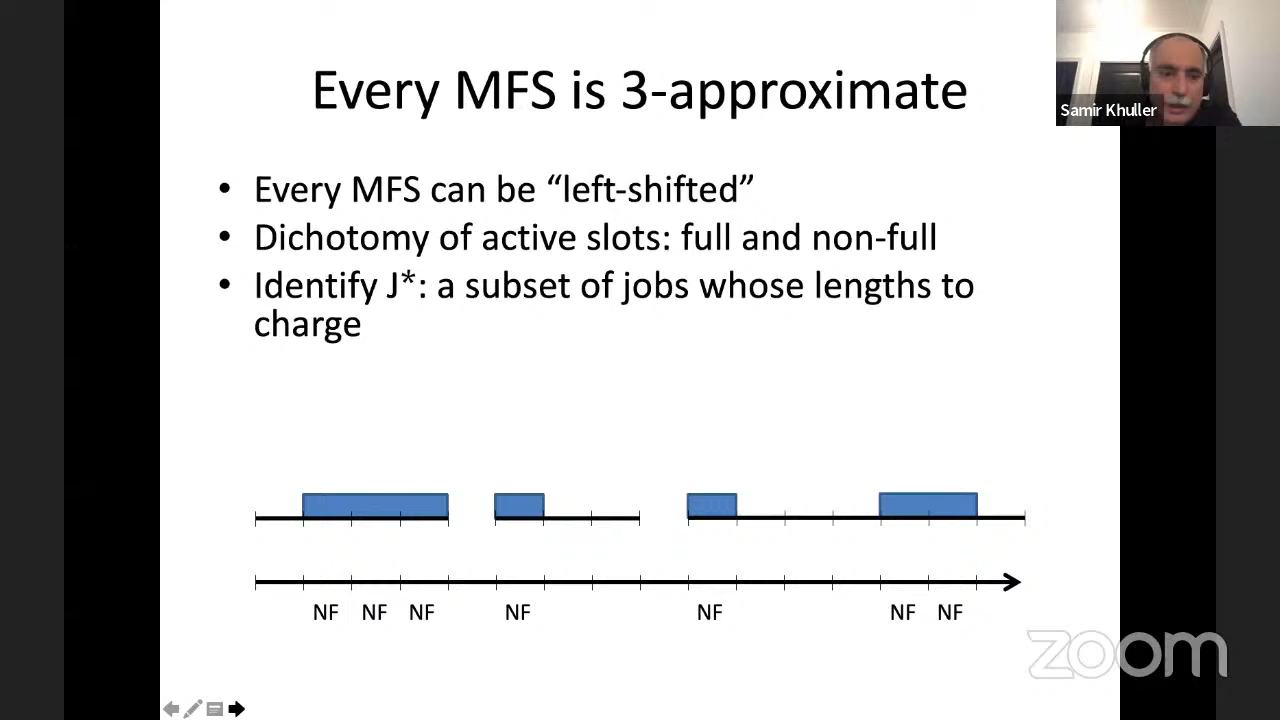 Every MFS is 3-approximate
Samir Khuller
• Every MFS can be “left-shifted”
• Dichotomy of active slots: full and non-full
• Identify J*: a subset of jobs whose lengths to
charge
NF NF NF NF NF NF NF
zoom